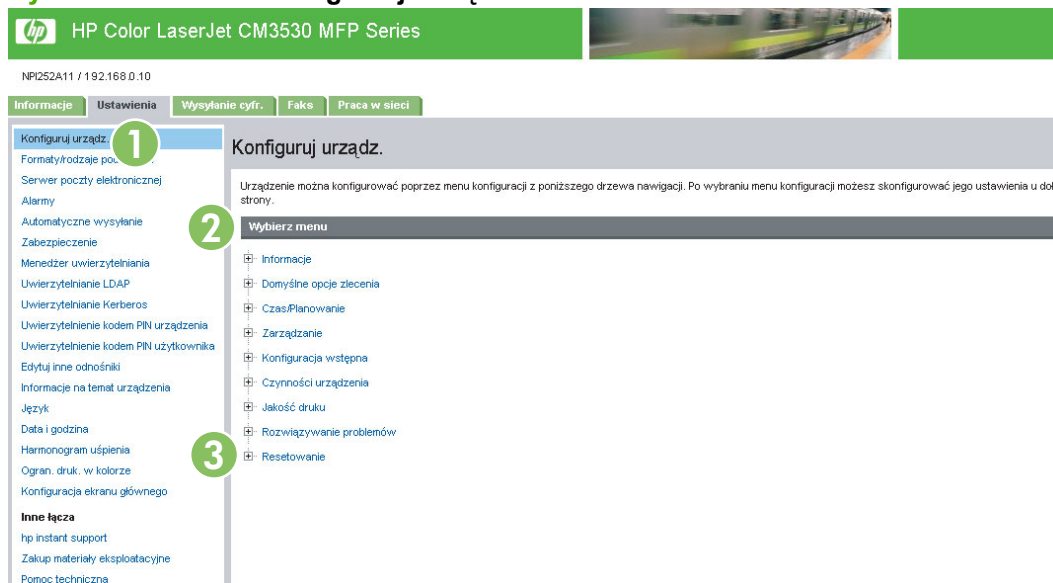 hp HP Color LaserJet CM3530 MFP Series
NPI252A11 / 192.168.0.10
Informacje Ustawienia Wysyłanie cyfr. Faks Praca w sieci
Konfiguruj urządz.
1
Formaty/rodzaje
Serwer poczty elektronicznej
Alarmy
Automatyczne wysyłanie
Zabezpieczenie
Menedżer uwierzytelniania
Uwierzytelnianie LDAP
Uwierzytelnianie Kerberos
Uwierzytelnienie kodem PIN urządzenia
Uwierzytelnienie kodem PIN użytkownika
Edytuj inne odnośniki
Informacje na temat urządzenia
Język
Data i godzina
Harmonogram uśpienia
Ogran. druk. w kolorze
Konfiguracja ekranu głównego
Inne łącza
hp instant support
Zakup materiały eksploatacyjne
Pomoc techniczna
Konfiguruj urządz.
Urządzenie można konfigurować poprzez menu konfiguracji z poniższego drzewa nawigacji. Po wybraniu menu konfiguracji możesz skonfigurować jego ustawienia u
strony.
2
Wybierz menu
Informacje
Domyślne opcje zlecenia
Czas/Planowanie
Zarządzanie
Konfiguracja wstępna
Czynności urządzenia
Jakość druku
Rozwiązywanie problemów
3
Resetowanie